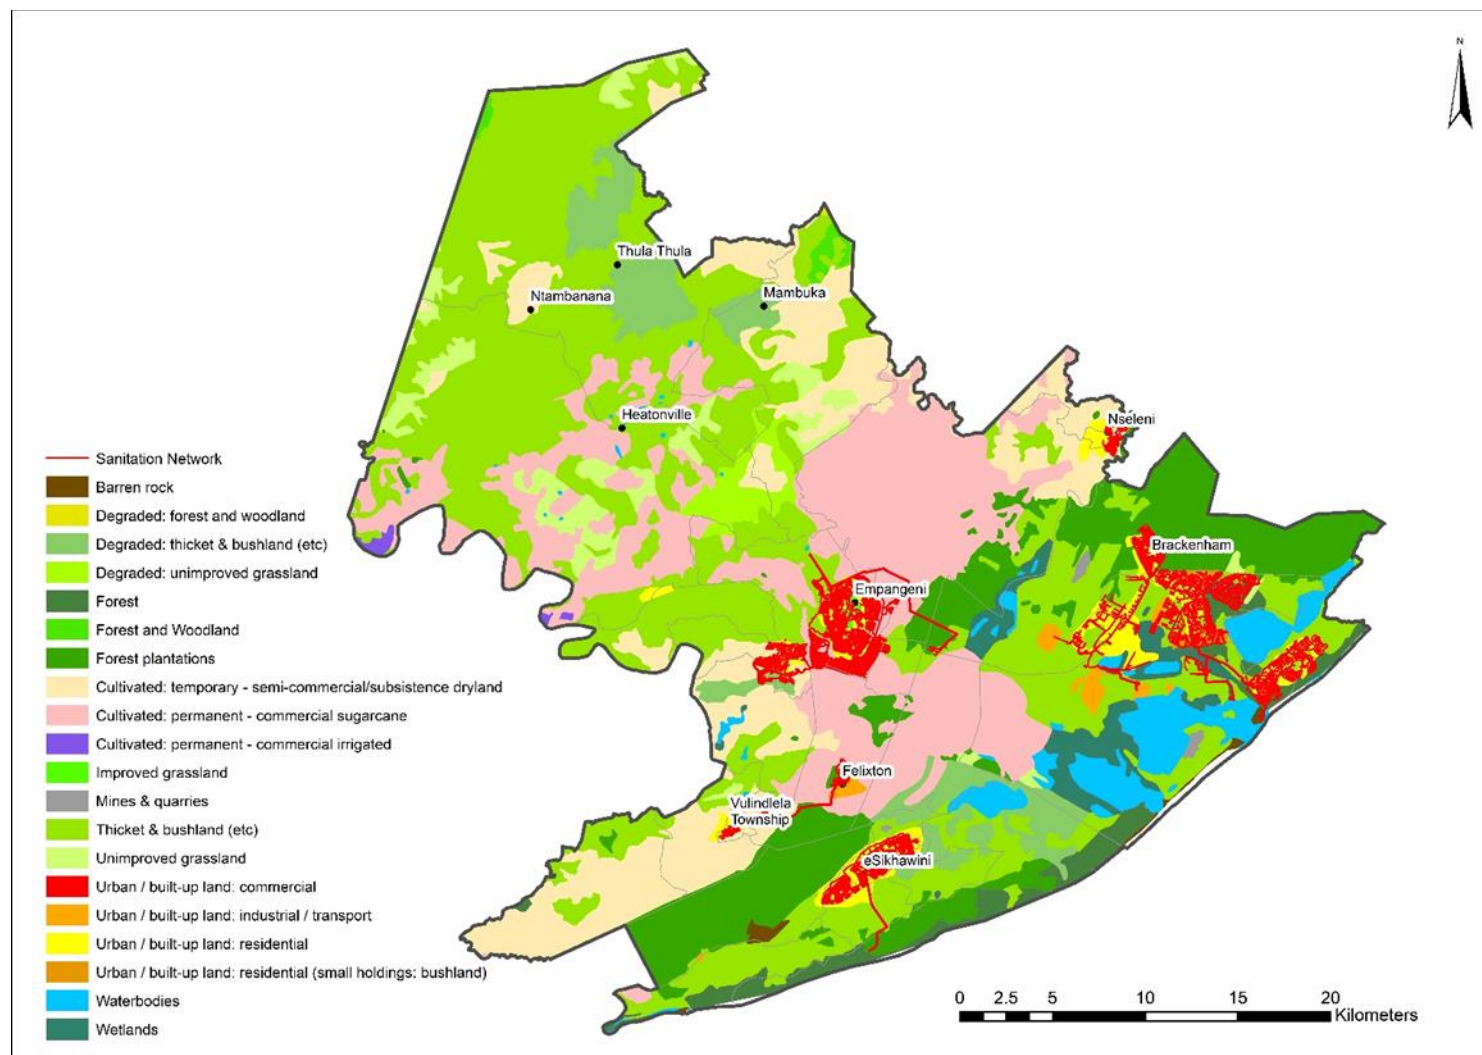 N
Thula Thula
Ntambanana
Mambuka
Heatonville
Nseleni
Brackenham
Empangeni
Felixton
Vulindlela
Township
eSikhawini
Sanitation Network
Barren rock
Degraded: forest and woodland
Degraded: thicket & bushland (etc)
Degraded: unimproved grassland
Forest
Forest and Woodland
Forest plantations
Cultivated: temporary - semi-commercial/subsistence dryland
Cultivated: permanent - commercial sugarcane
Cultivated: permanent - commercial irrigated
Improved grassland
Mines & quarries
Thicket & bushland (etc)
Unimproved grassland
Urban / built-up land: commercial
Urban / built-up land: industrial / transport
Urban / built-up land: residential
Urban / built-up land: residential (small holdings: bushland)
Waterbodies
Wetlands
0 2.5 5 10 15 20
Kilometers